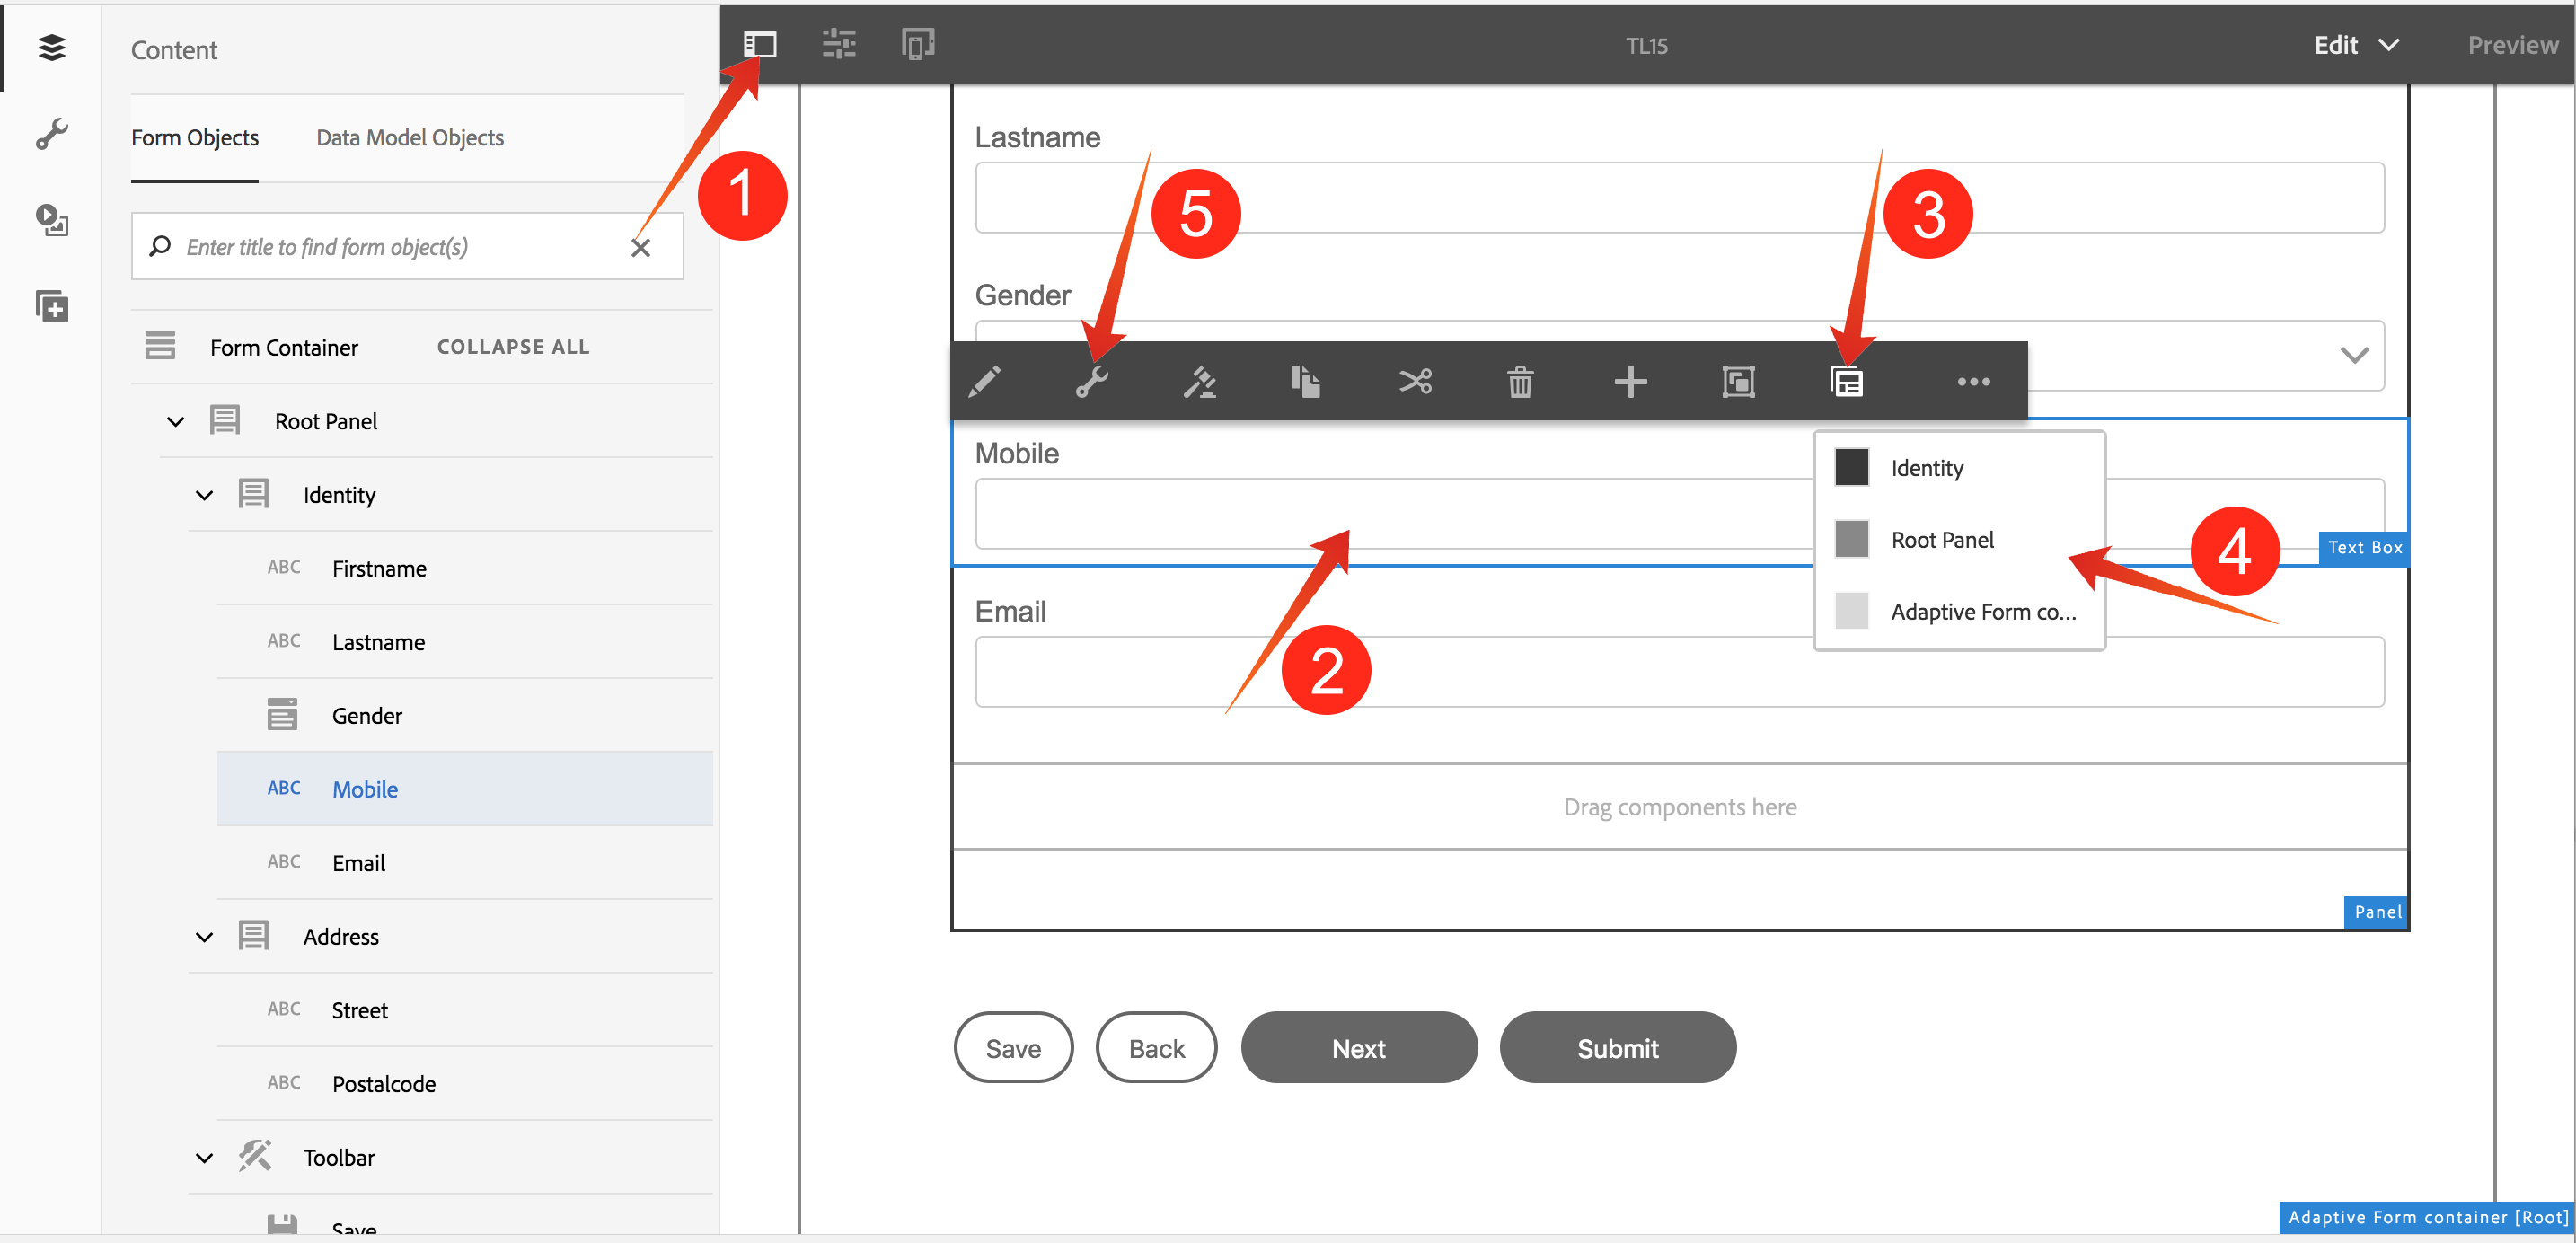 Content
Form Objects
Data Model Objects
Enter title to find form object(s)
Form Container
COLLAPSE ALL
Root Panel
Identity
ABC Firstname
ABC Lastname
Gender
ABC Mobile
ABC Email
Address
ABC Street
ABC Postalcode
Toolbar
Save
TL15
Edit
Preview
1
Lastname
5
3
Gender
Mobile
Identity
Root Panel
Adaptive Form co...
4
Text Box
2
Email
Drag components here
Panel
Save
Back
Next
Submit
Adaptive Form container [Root]